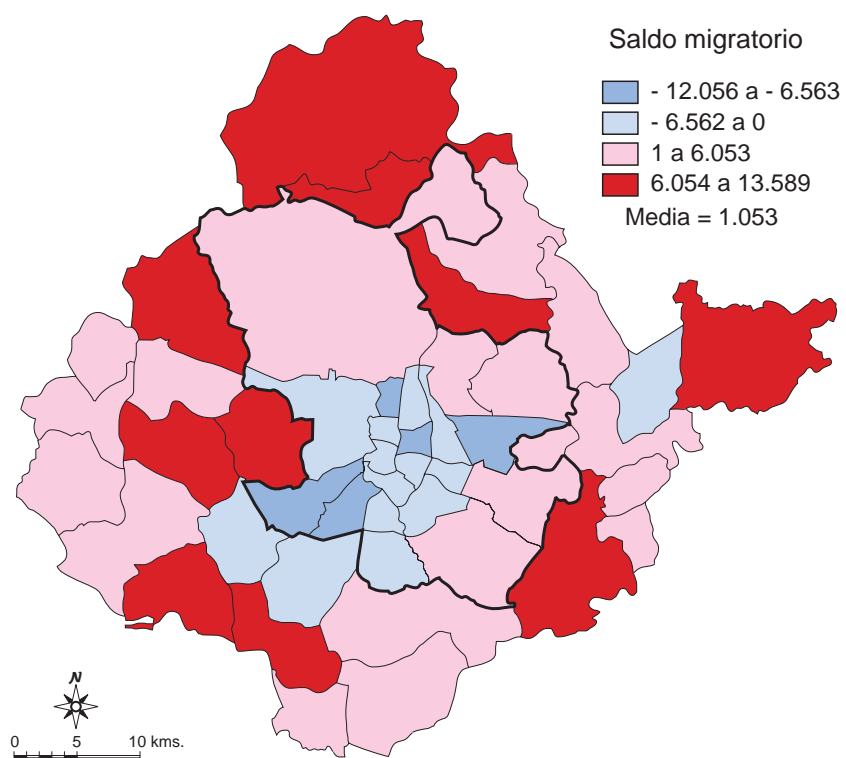 Saldo migratorio
- 12.056 a - 6.563
- 6.562 a 0
1 a 6.053
6.054 a 13.589
Media = 1.053
N
0 5 10 kms.